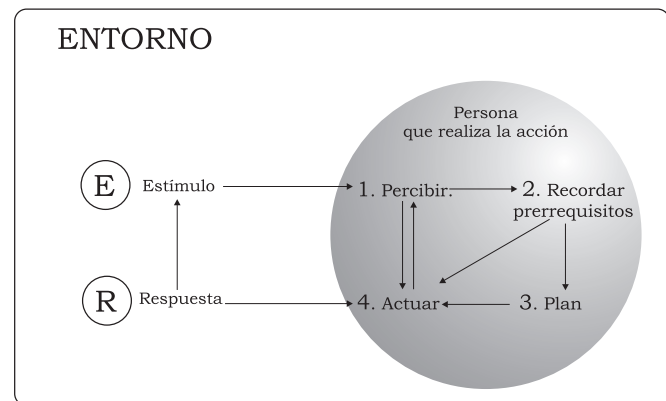 ENTORNO
Persona
que realiza la acción
E Estímulo
1. Percibir.
2. Recordar
prerrequisitos
R Respuesta
4. Actuar
3. Plan